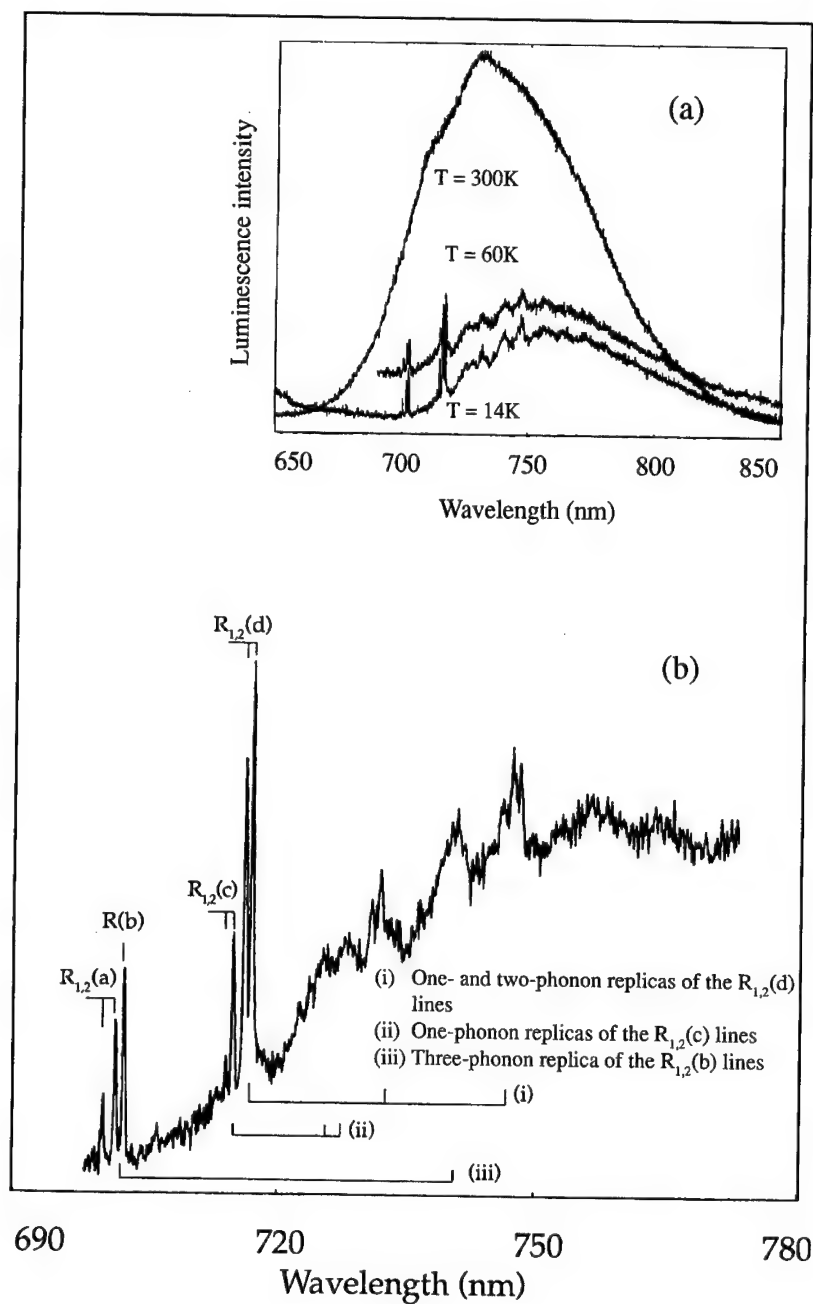 (a)
Luminescence intensity
T = 300K
T = 60K
T = 14K
650 700 750 800 850
Wavelength (nm)
(b)
R1,2(d)
R1,2(c)
R(b)
R1,2(a)
(i) One- and two-phonon replicas of the R1,2(d)
lines
(ii) One-phonon replicas of the R1,2(c) lines
(iii) Three-phonon replica of the R1,2(b) lines
(i)
(ii)
(iii)
690 720 750 780
Wavelength (nm)